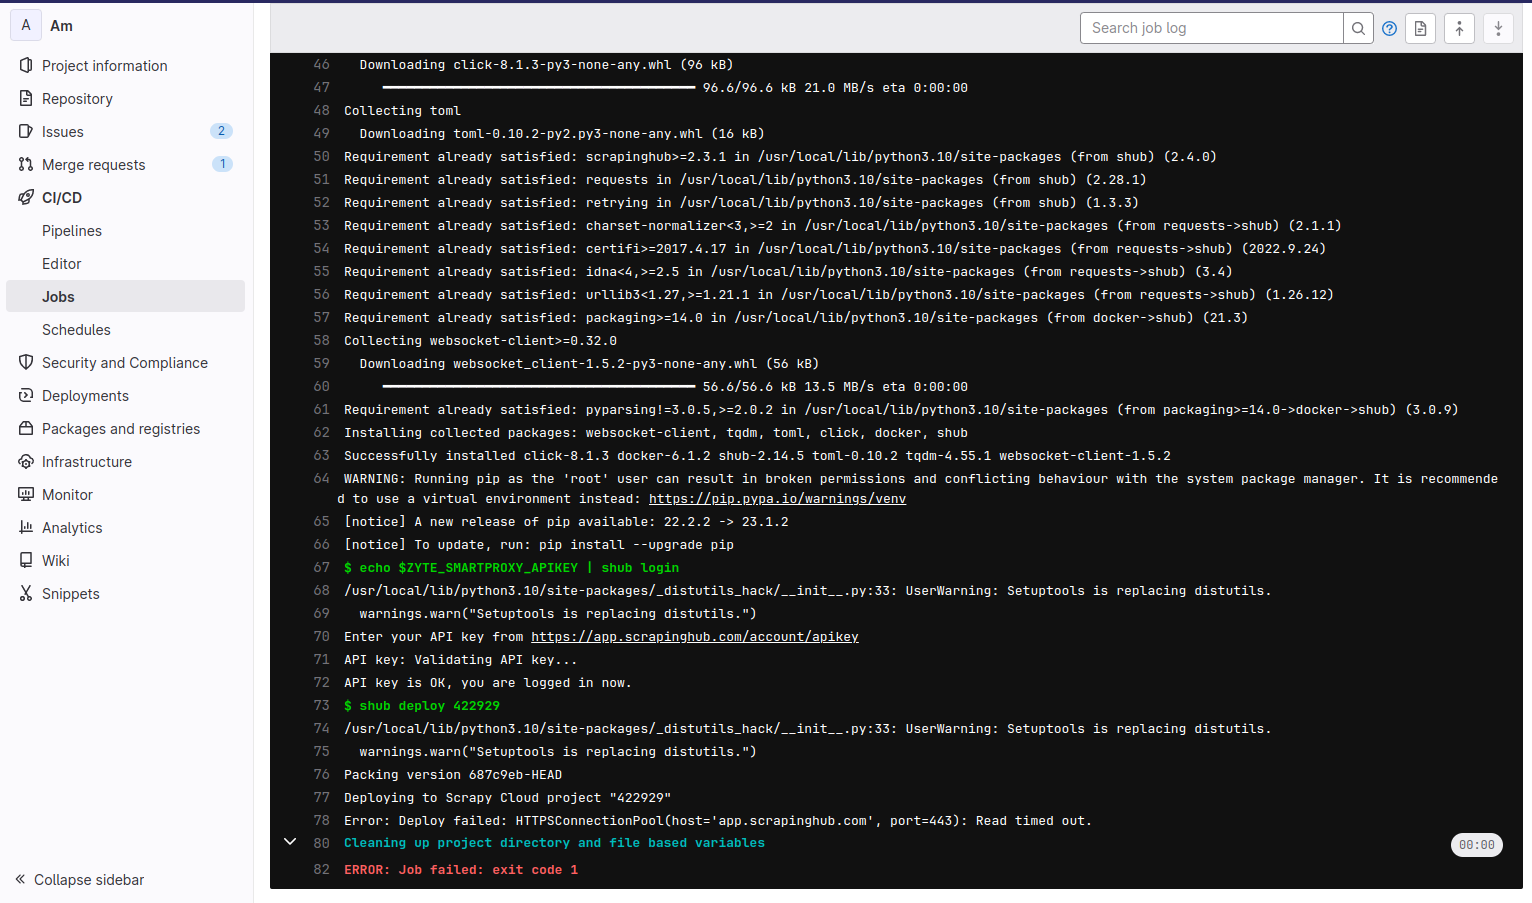 A Am
Project information
Repository
Issues 2
Merge requests 1
CI/CD
Pipelines
Editor
Jobs
Schedules
Security and Compliance
Deployments
Packages and registries
Infrastructure
Monitor
Analytics
Wiki
Snippets
Collapse sidebar
Search job log
46 Downloading click-8.1.3-py3-none-any.whl (96 kB)
47 96.6/96.6 kB 21.0 MB/s eta 0:00:00
48 Collecting toml
49 Downloading toml-0.10.2-py2.py3-none-any.whl (16 kB)
50 Requirement already satisfied: scrapinghub>=2.3.1 in /usr/local/lib/python3.10/site-packages (from shub) (2.4.0)
51 Requirement already satisfied: requests in /usr/local/lib/python3.10/site-packages (from shub) (2.28.1)
52 Requirement already satisfied: retrying in /usr/local/lib/python3.10/site-packages (from shub) (1.3.3)
53 Requirement already satisfied: charset-normalizer<3,>=2 in /usr/local/lib/python3.10/site-packages (from requests->shub) (2.1.1)
54 Requirement already satisfied: certifi>=2017.4.17 in /usr/local/lib/python3.10/site-packages (from requests->shub) (2022.9.24)
55 Requirement already satisfied: idna<4,>=2.5 in /usr/local/lib/python3.10/site-packages (from requests->shub) (3.4)
56 Requirement already satisfied: urllib3<1.27,>=1.21.1 in /usr/local/lib/python3.10/site-packages (from requests->shub) (1.26.12)
57 Requirement already satisfied: packaging>=14.0 in /usr/local/lib/python3.10/site-packages (from docker->shub) (21.3)
58 Collecting websocket-client>=0.32.0
59 Downloading websocket_client-1.5.2-py3-none-any.whl (56 kB)
60 56.6/56.6 kB 13.5 MB/s eta 0:00:00
61 Requirement already satisfied: pyparsing!=3.0.5,>=2.0.2 in /usr/local/lib/python3.10/site-packages (from packaging>=14.0->docker->shub) (3.0.9)
62 Installing collected packages: websocket-client, tqdm, toml, click, docker, shub
63 Successfully installed click-8.1.3 docker-6.1.2 shub-2.14.5 toml-0.10.2 tqdm-4.55.1 websocket-client-1.5.2
64 WARNING: Running pip as the 'root' user can result in broken permissions and conflicting behaviour with the system package manager. It is recommende
d to use a virtual environment instead: https://pip.pypa.io/warnings/venv
65 [notice] A new release of pip available: 22.2.2 -> 23.1.2
66 [notice] To update, run: pip install --upgrade pip
67 $ echo $ZYTE_SMARTPROXY_APIKEY | shub login
68 /usr/local/lib/python3.10/site-packages/_distutils_hack/__init__.py:33: UserWarning: Setuptools is replacing distutils.
69 warnings.warn("Setuptools is replacing distutils.")
70 Enter your API key from https://app.scrapinghub.com/account/apikey
71 API key: Validating API key...
72 API key is OK, you are logged in now.
73 $ shub deploy 422929
74 /usr/local/lib/python3.10/site-packages/_distutils_hack/__init__.py:33: UserWarning: Setuptools is replacing distutils.
75 warnings.warn("Setuptools is replacing distutils.")
76 Packing version 687c9eb-HEAD
77 Deploying to Scrapy Cloud project "422929"
78 Error: Deploy failed: HTTPSConnectionPool(host='app.scrapinghub.com', port=443): Read timed out.
80 Cleaning up project directory and file based variables 00:00
82 ERROR: Job failed: exit code 1